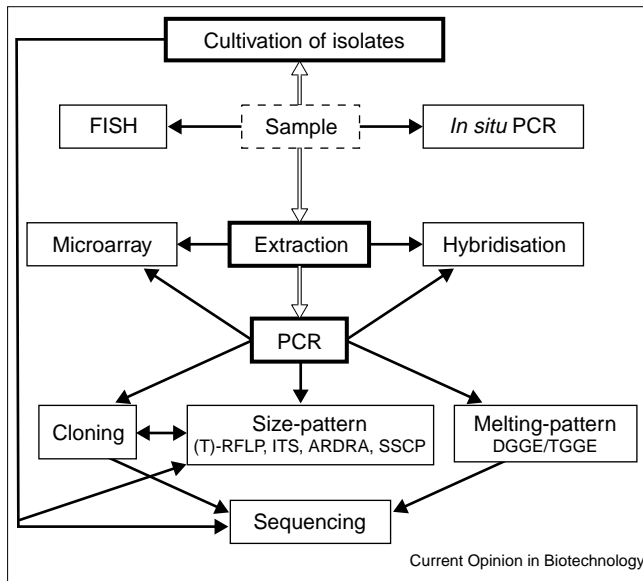 Cultivation of isolates
FISH
Sample
In situ PCR
Microarray
Extraction
Hybridisation
PCR
Cloning
Size-pattern
(T)-RFLP, ITS, ARDRA, SSCP
Melting-pattern
DGGE/TGGE
Sequencing
Current Opinion in Biotechnology